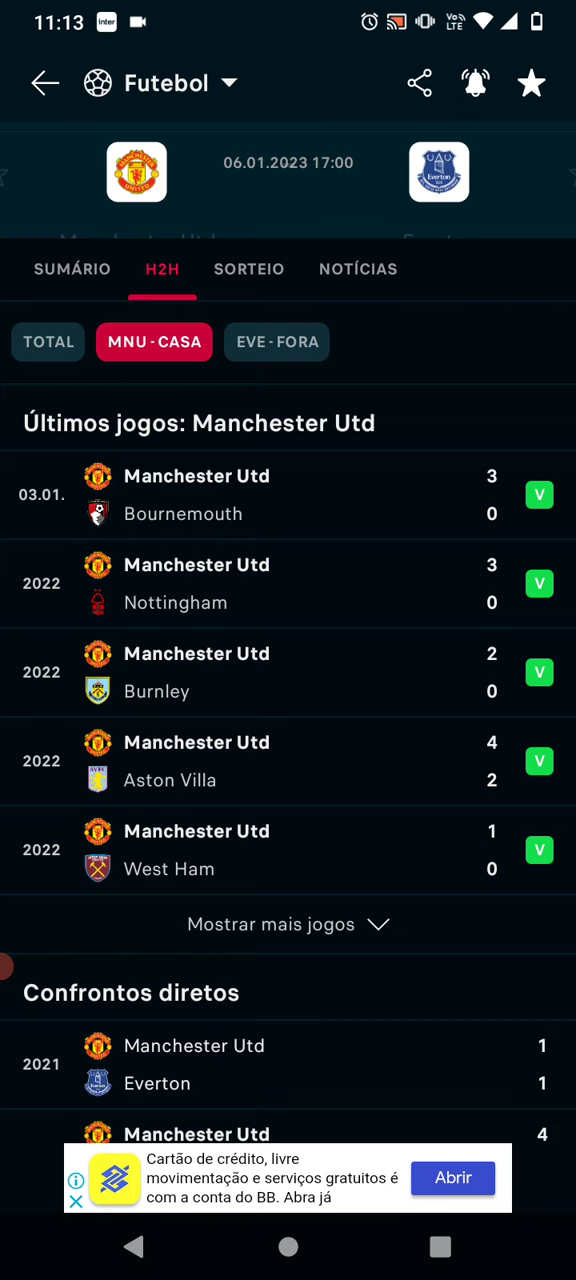 11:13
inter
Vo LTE
Futebol
06.01.2023 17:00
SUMÁRIO H2H SORTEIO NOTÍCIAS
TOTAL MNU - CASA EVE - FORA
Últimos jogos: Manchester Utd
Manchester Utd 3
03.01. V
Bournemouth 0
Manchester Utd 3
2022 V
Nottingham 0
Manchester Utd 2
2022 V
Burnley 0
Manchester Utd 4
2022 V
Aston Villa 2
Manchester Utd 1
2022 V
West Ham 0
Mostrar mais jogos
Confrontos diretos
Manchester Utd 1
2021
Everton 1
Manchester Utd 4
Cartão de crédito, livre
movimentação e serviços gratuitos é
com a conta do BB. Abra já
Abrir